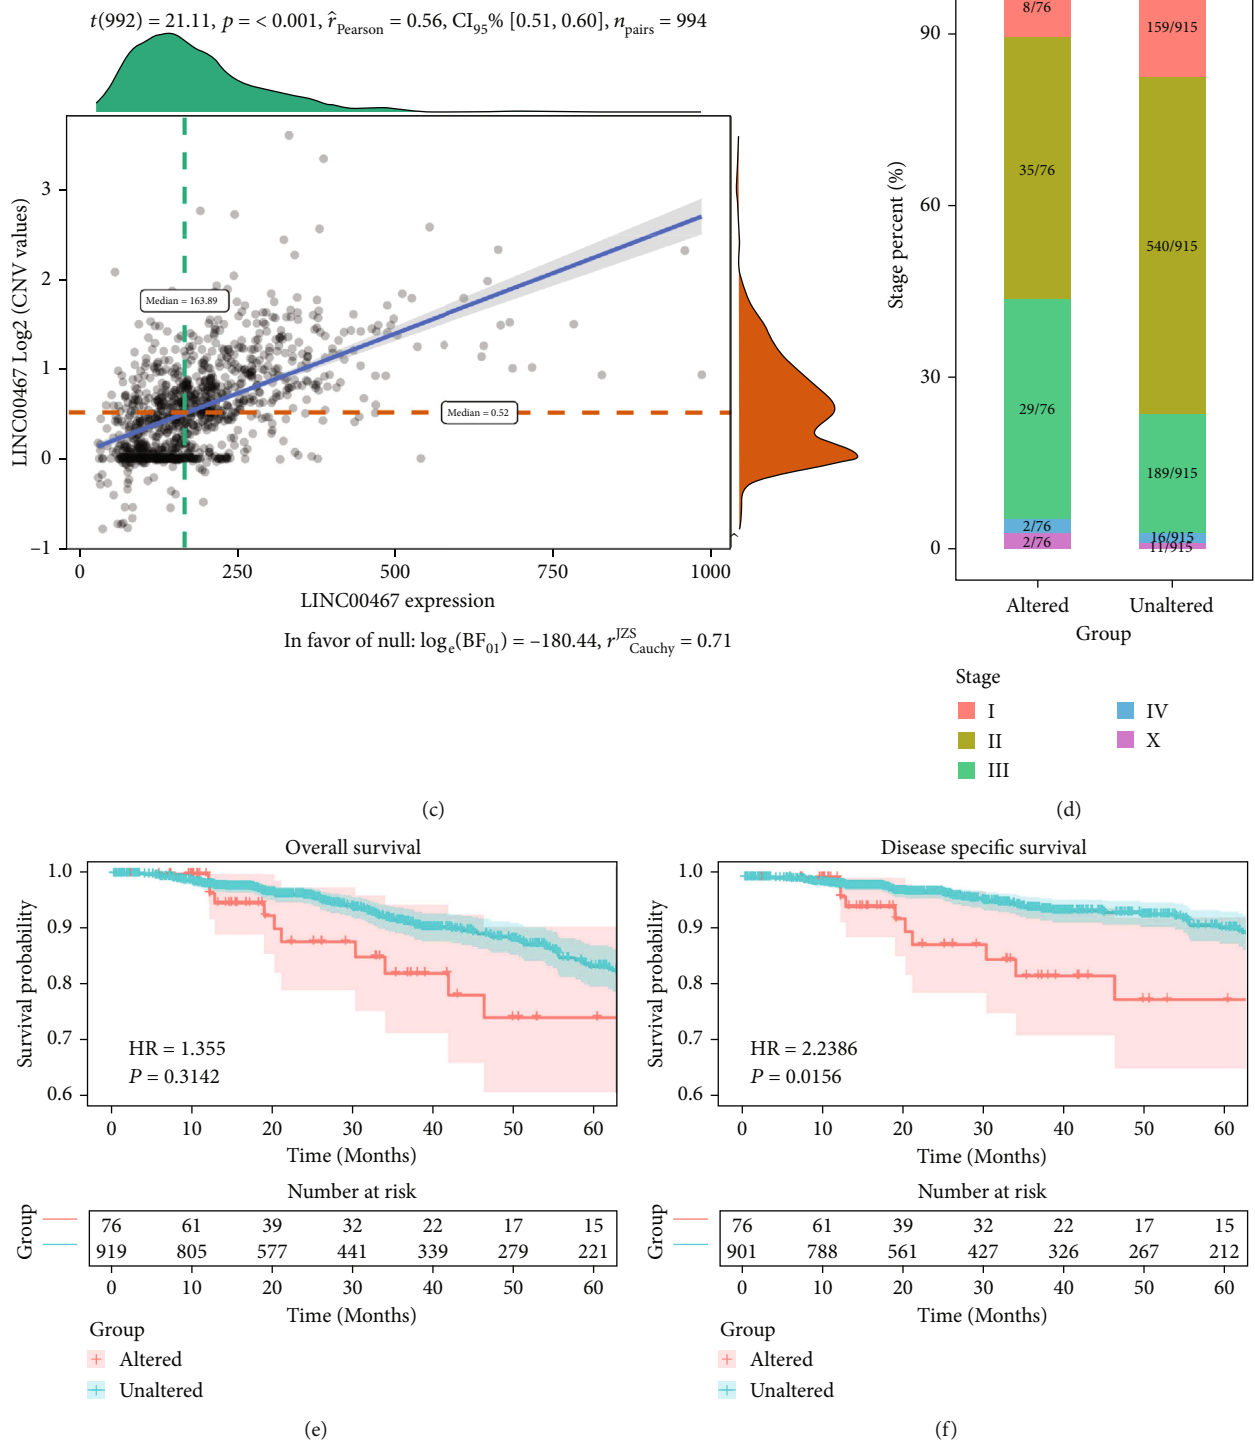 t(992) = 21.11, p = < 0.001, r̂Pearson = 0.56, CI95% [0.51, 0.60], npairs = 994
LINC00467 Log2 (CNV values)
3
2
1
0
−1
Median = 163.89
Median = 0.52
0
250
500
750
1000
LINC00467 expression
In favor of null: loge(BF01) = −180.44, rJZS Cauchy = 0.71
(c)
Stage percent (%)
90
60
30
0
8/76
35/76
29/76
2/76
2/76
159/915
540/915
189/915
16/915
11/915
Altered
Unaltered
Group
Stage
I
II
III
IV
X
(d)
Overall survival
Survival probability
1.0
0.9
0.8
0.7
0.6
HR = 1.355
P = 0.3142
0 10 20 30 40 50 60
Time (Months)
Number at risk
Group
76 61 39 32 22 17 15
919 805 577 441 339 279 221
0 10 20 30 40 50 60
Time (Months)
Group
Altered
Unaltered
(e)
Disease specific survival
Survival probability
1.0
0.9
0.8
0.7
0.6
HR = 2.2386
P = 0.0156
0 10 20 30 40 50 60
Time (Months)
Number at risk
Group
76 61 39 32 22 17 15
901 788 561 427 326 267 212
0 10 20 30 40 50 60
Time (Months)
Group
Altered
Unaltered
(f)